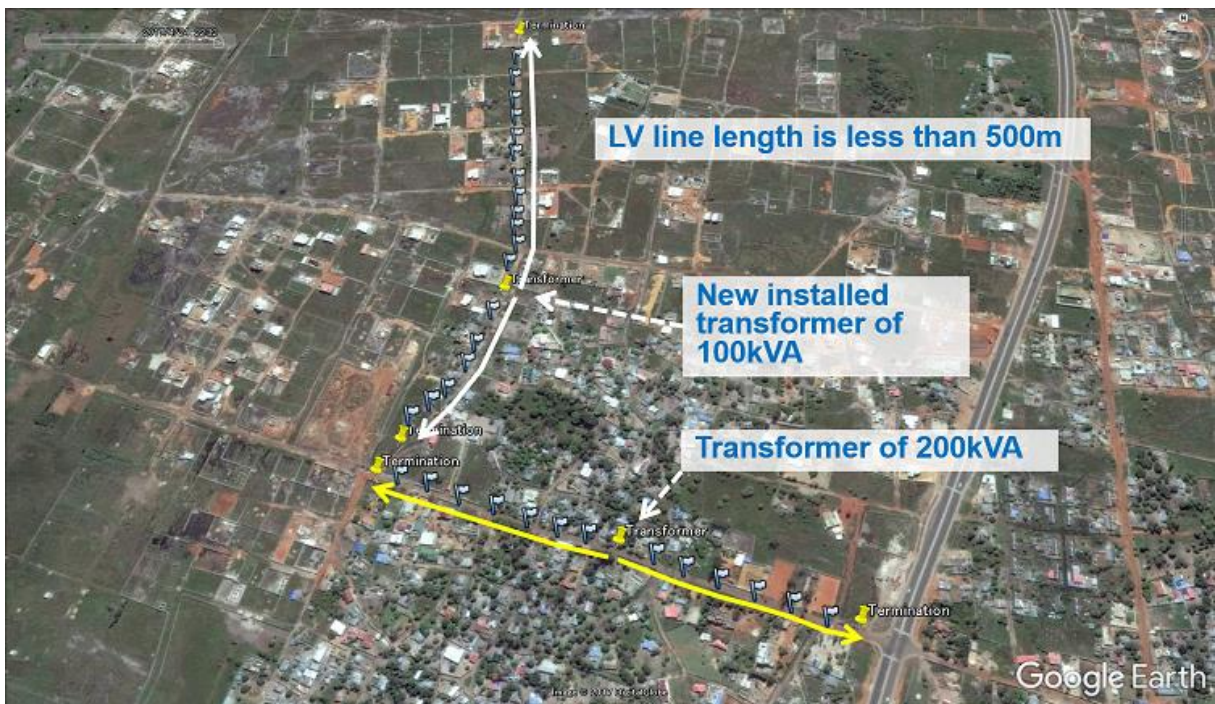 Termination
LV line length is less than 500m
Transformer
New installed
transformer of
100kVA
Termination
Termination
Transformer of 200kVA
Transformer
Termination
Google Earth